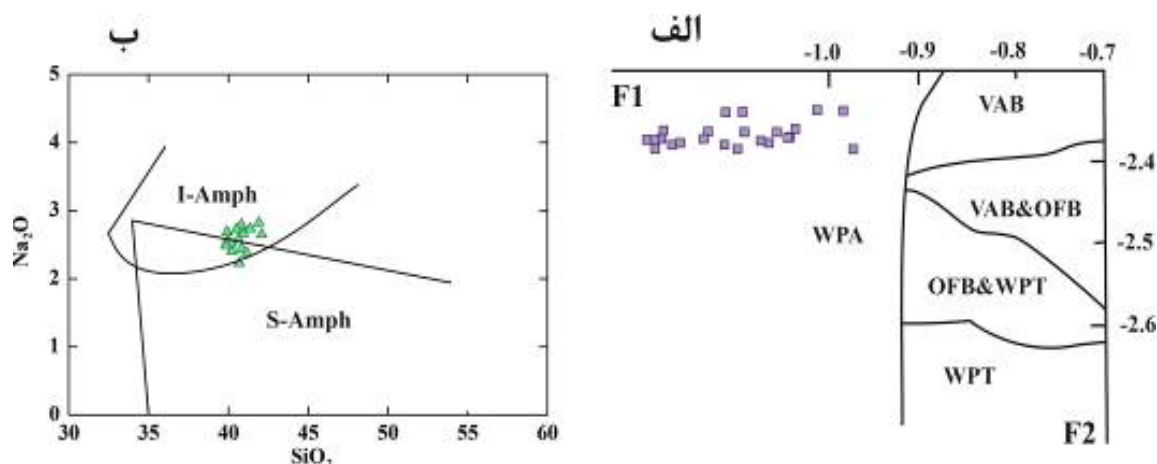 ب
5
4
3
2
1
0
Na2O
I-Amph
S-Amph
30 35 40 45 50 55 60
SiO2
الف
-1.0 -0.9 -0.8 -0.7
F1
VAB
-2.4
VAB&OFB
WPA
-2.5
OFB&WPT
-2.6
WPT
F2